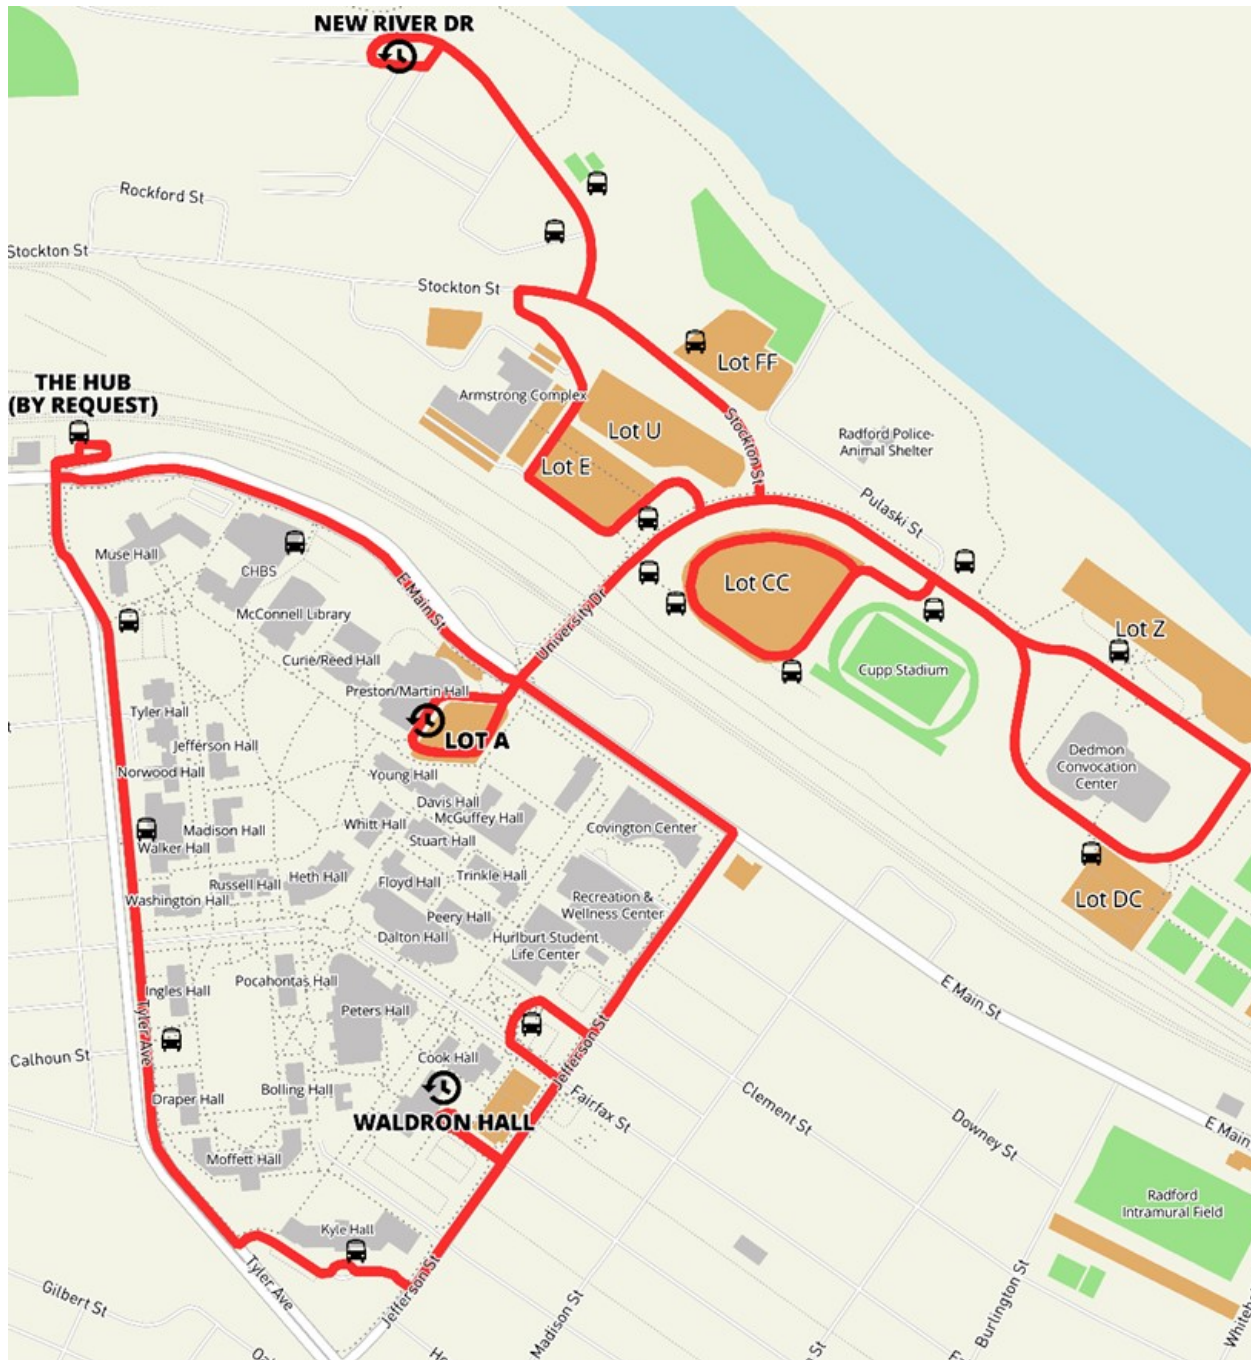 NEW RIVER DR
Rockford St
Stockton St
Stockton St
Lot FF
THE HUB
(BY REQUEST)
Armstrong Complex
Lot U
Stockton St
Radford Police-
Animal Shelter
Lot E
Pulaski St
Muse Hall
CHBS
McConnell Library
E Main St
University Dr
Lot CC
Lot Z
Curie/Reed Hall
Cupp Stadium
Preston/Martin Hall
Tyler Hall
LOT A
Jefferson Hall
Dedmon
Convocation
Center
Norwood Hall
Young Hall
Davis Hall
McGuffey Hall
Whitt Hall
Madison Hall
Stuart Hall
Covington Center
Walker Hall
Russell Hall
Heth Hall
Floyd Hall
Trinkle Hall
Washington Hall
Recreation &
Wellness Center
Lot DC
Peery Hall
Dalton Hall
Hurlburt Student
Life Center
Ingles Hall
Pocahontas Hall
E Main St
Peters Hall
Tyler Ave
Jefferson St
Calhoun St
Cook Hall
Draper Hall
Bolling Hall
Fairfax St
Clement St
Downey St
WALDRON HALL
E Main
Moffett Hall
Radford
Intramural Field
Kyle Hall
Tyler Ave
Jefferson St
Gilbert St
Madison St
Burlington St